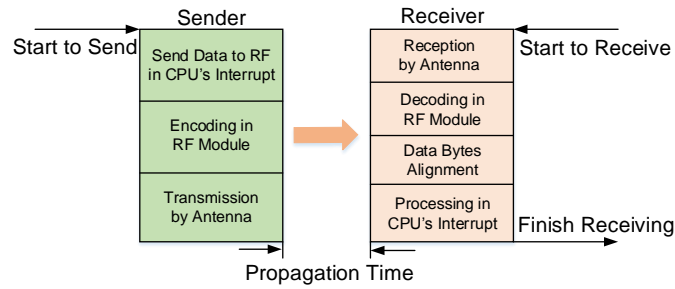 Sender
Receiver
Start to Send
Send Data to RF
in CPU's Interrupt
Encoding in
RF Module
Transmission
by Antenna
Reception
by Antenna
Start to Receive
Decoding in
RF Module
Data Bytes
Alignment
Processing in
CPU's Interrupt
Finish Receiving
Propagation Time